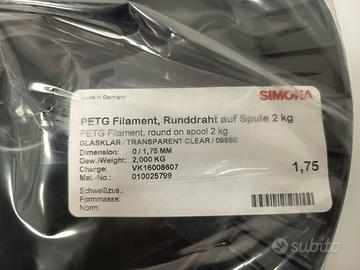 Made in Germany
SIMONA
PETG Filament, Runddraht auf Spule 2 kg
PETG Filament, round on spool 2 kg
GLASKLAR / TRANSPARENT CLEAR / 09950
Dimension: 0 / 1,75 MM
Gew./Weight: 2,000 KG
Charge: VK16008607
Mat.-No.: 010025799
1,75
Schweißzus.:
Formmasse:
Norm:
subito